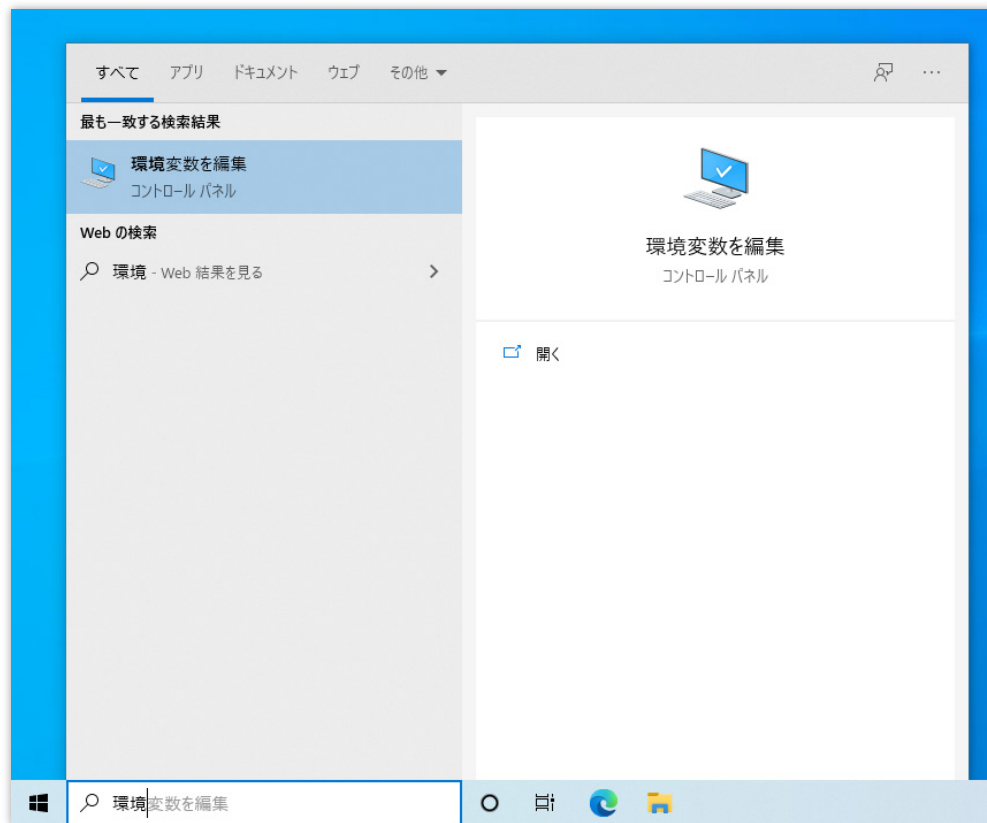 すべて アプリ ドキュメント ウェブ その他
最も一致する検索結果
環境変数を編集
コントロール パネル
Web の検索
環境 - Web 結果を見る
環境変数を編集
コントロール パネル
開く
環境変数を編集